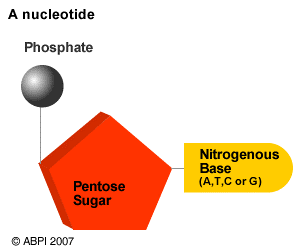 A nucleotide
Phosphate
Pentose
Sugar
Nitrogenous
Base
(A,T,C or G)
© ABPI 2007